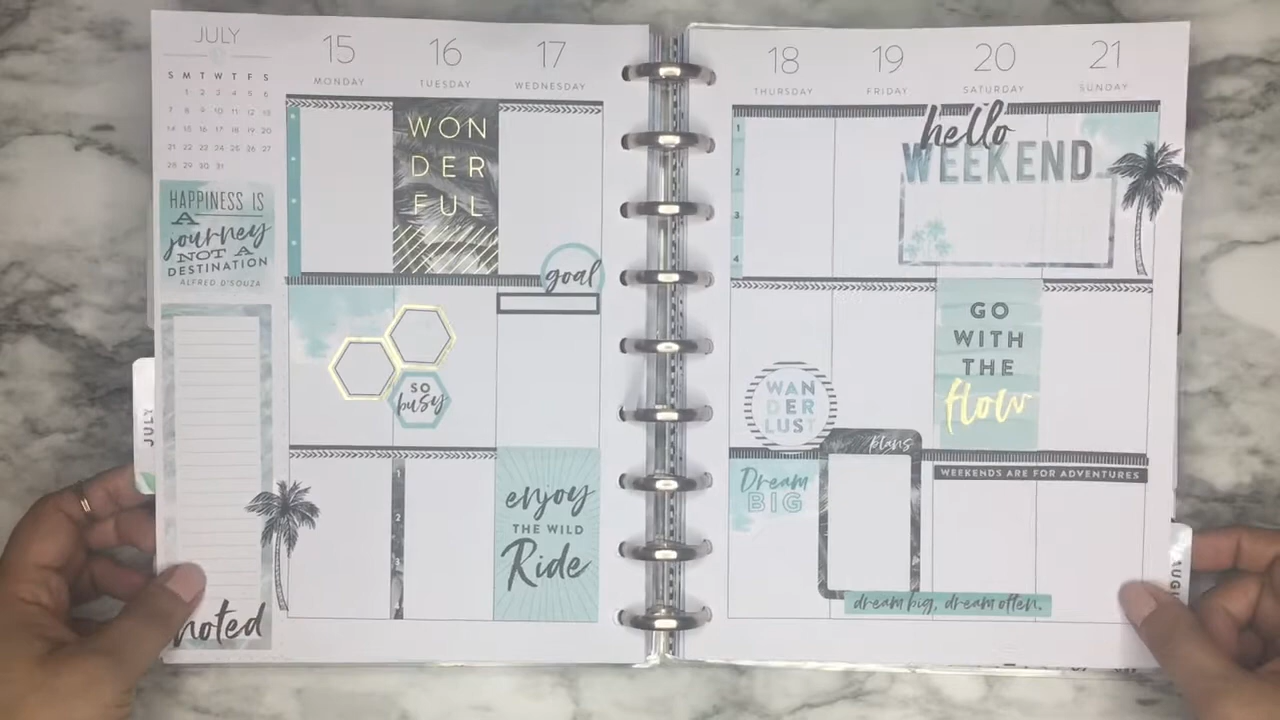 JULY
S M T W T F S
1 2 3 4 5 6
7 8 9 10 11 12 13
14 15 16 17 18 19 20
21 22 23 24 25 26 27
28 29 30 31
HAPPINESS IS
A
journey
NOT A
DESTINATION
ALFRED D'SOUZA
noted
JULY
15
MONDAY
16
TUESDAY
17
WEDNESDAY
WON
DER
FUL
goal
SO
busy
1
2
3
enjoy
THE WILD
Ride
18
THURSDAY
19
FRIDAY
20
SATURDAY
21
SUNDAY
1
2
3
4
hello
WEEKEND
GO
WITH
THE
flow
WAN
DER
LUST
Dream
BIG
plans
WEEKENDS ARE FOR ADVENTURES
dream big, dream often.